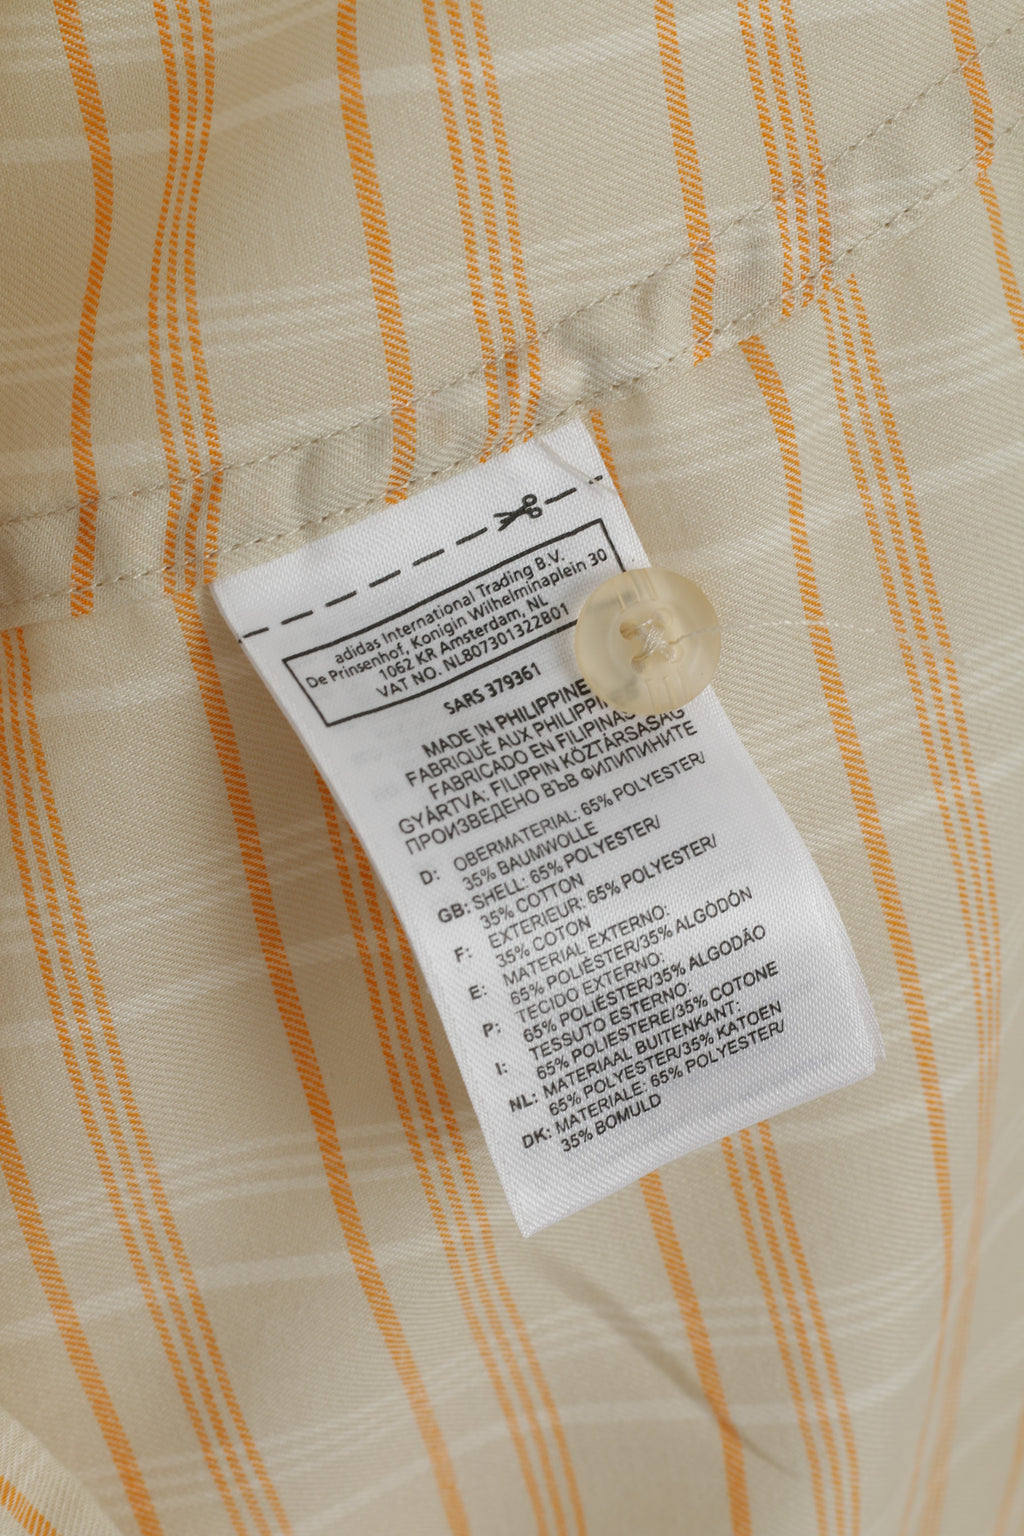 adidas International Trading B.V.
De Prinsenhof, Konigin Wilhelminaplein 30
1062 KR Amsterdam, NL
VAT NO. NL807301322B01
SARS 379361
MADE IN PHILIPPINE
FABRIQUÉ AUX PHILIPPI
FABRICADO EN FILIPINAS
GYÁRTVA: FILIPPIN KÖZTÁRSASÁG
ПРОИЗВЕДЕНО ВЪВ ФИЛИПИНИТЕ
D: OBERMATERIAL: 65% POLYESTER/
35% BAUMWOLLE
GB: SHELL: 65% POLYESTER/
35% COTTON
F: EXTERIEUR: 65% POLYESTER/
35% COTON
E: MATERIAL EXTERNO:
65% POLIÉSTER/35% ALGODÓN
P: TECIDO EXTERNO:
65% POLIÉSTER/35% ALGODÃO
I: TESSUTO ESTERNO:
65% POLIESTERE/35% COTONE
NL: MATERIAAL BUITENKANT:
65% POLYESTER/35% KATOEN
DK: MATERIALE: 65% POLYESTER/
35% BOMULD